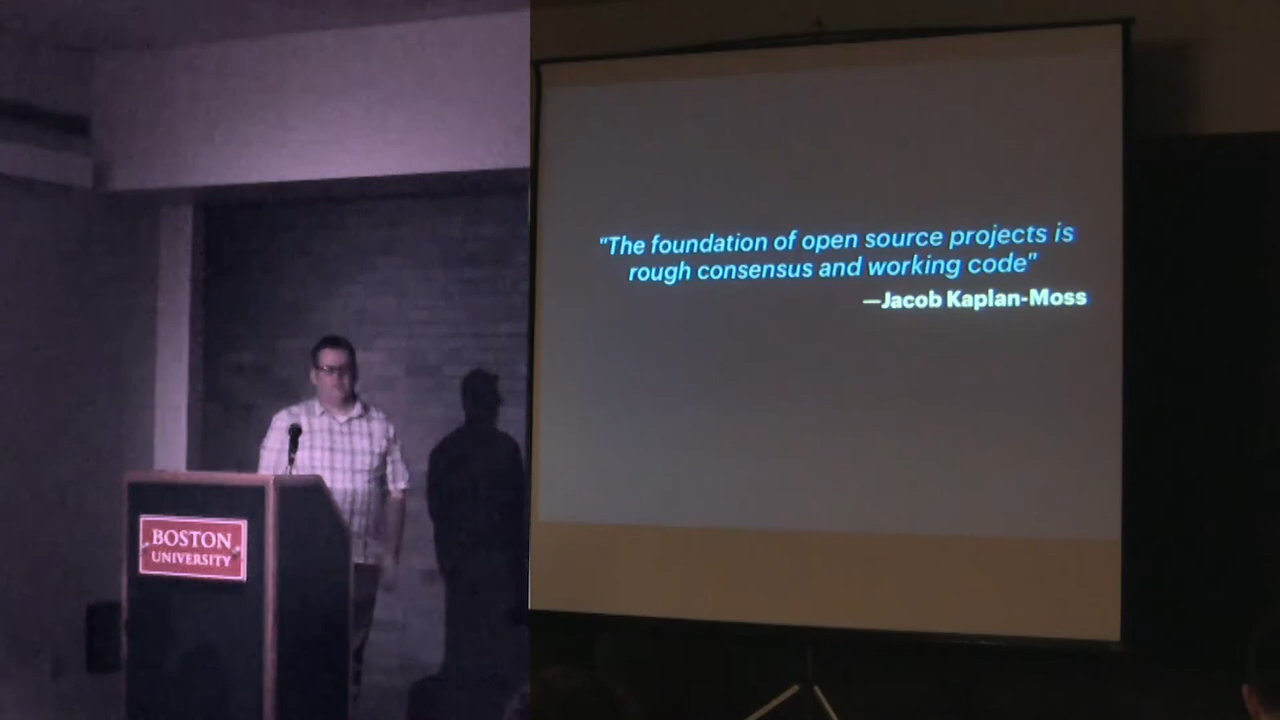 BOSTON
UNIVERSITY
"The foundation of open source projects is
rough consensus and working code"
—Jacob Kaplan-Moss